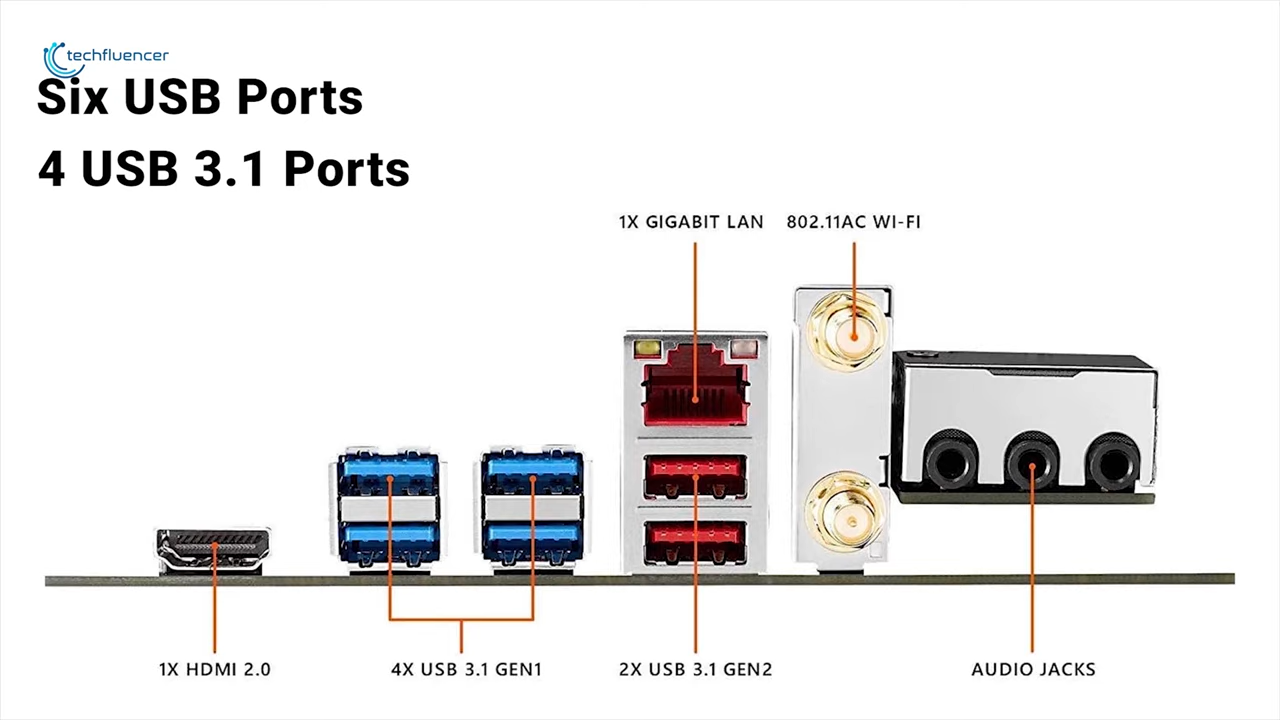 techfluencer
Six USB Ports
4 USB 3.1 Ports
1X GIGABIT LAN
802.11AC WI-FI
1X HDMI 2.0
4X USB 3.1 GEN1
2X USB 3.1 GEN2
AUDIO JACKS